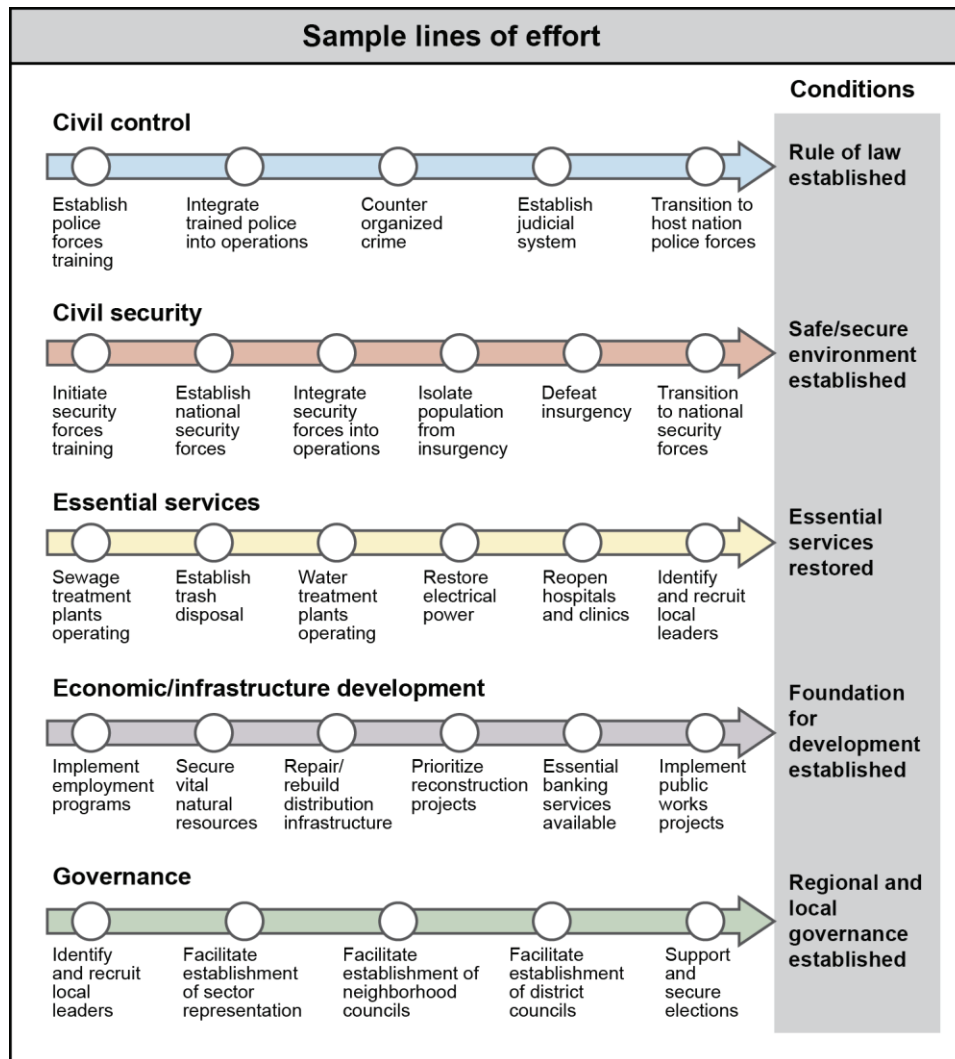 Sample lines of effort
Conditions
Civil control
Establish
police
forces
training
Integrate
trained police
into operations
Counter
organized
crime
Establish
judicial
system
Transition to
host nation
police forces
Rule of law
established
Civil security
Initiate
security
forces
training
Establish
national
security
forces
Integrate
security
forces into
operations
Isolate
population
from
insurgency
Defeat
insurgency
Transition
to national
security
forces
Safe/secure
environment
established
Essential services
Sewage
treatment
plants
operating
Establish
trash
disposal
Water
treatment
plants
operating
Restore
electrical
power
Reopen
hospitals
and clinics
Identify
and recruit
local
leaders
Essential
services
restored
Economic/infrastructure development
Implement
employment
programs
Secure
vital
natural
resources
Repair/
rebuild
distribution
infrastructure
Prioritize
reconstruction
projects
Essential
banking
services
available
Implement
public
works
projects
Foundation
for
development
established
Governance
Identify
and recruit
local
leaders
Facilitate
establishment
of sector
representation
Facilitate
establishment of
neighborhood
councils
Facilitate
establishment
of district
councils
Support
and
secure
elections
Regional and
local
governance
established